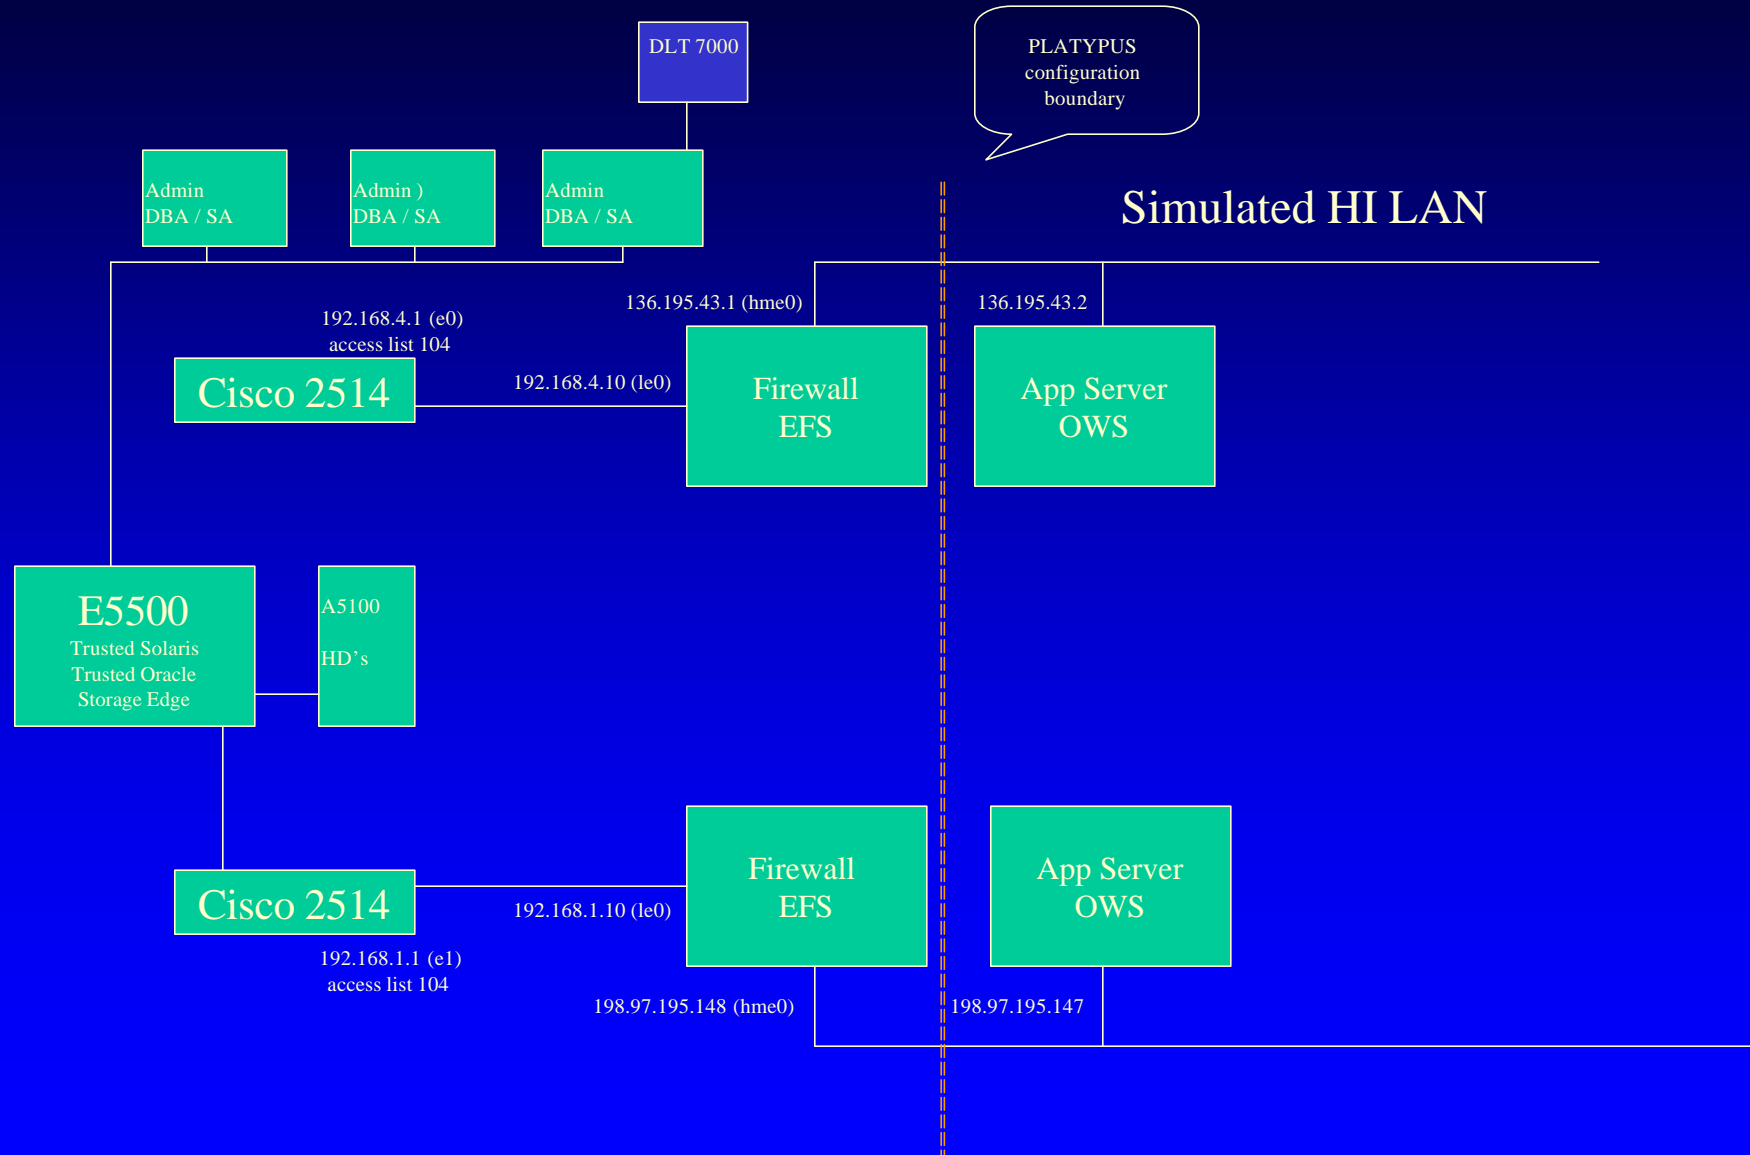 DLT 7000
PLATYPUS
configuration
boundary
Admin
DBA / SA
Admin )
DBA / SA
Admin
DBA / SA
Simulated HI LAN
192.168.4.1 (e0)
access list 104
136.195.43.1 (hme0)
136.195.43.2
Cisco 2514
192.168.4.10 (le0)
Firewall
EFS
App Server
OWS
E5500
Trusted Solaris
Trusted Oracle
Storage Edge
A5100
HD’s
Cisco 2514
192.168.1.10 (le0)
Firewall
EFS
App Server
OWS
192.168.1.1 (e1)
access list 104
198.97.195.148 (hme0)
198.97.195.147